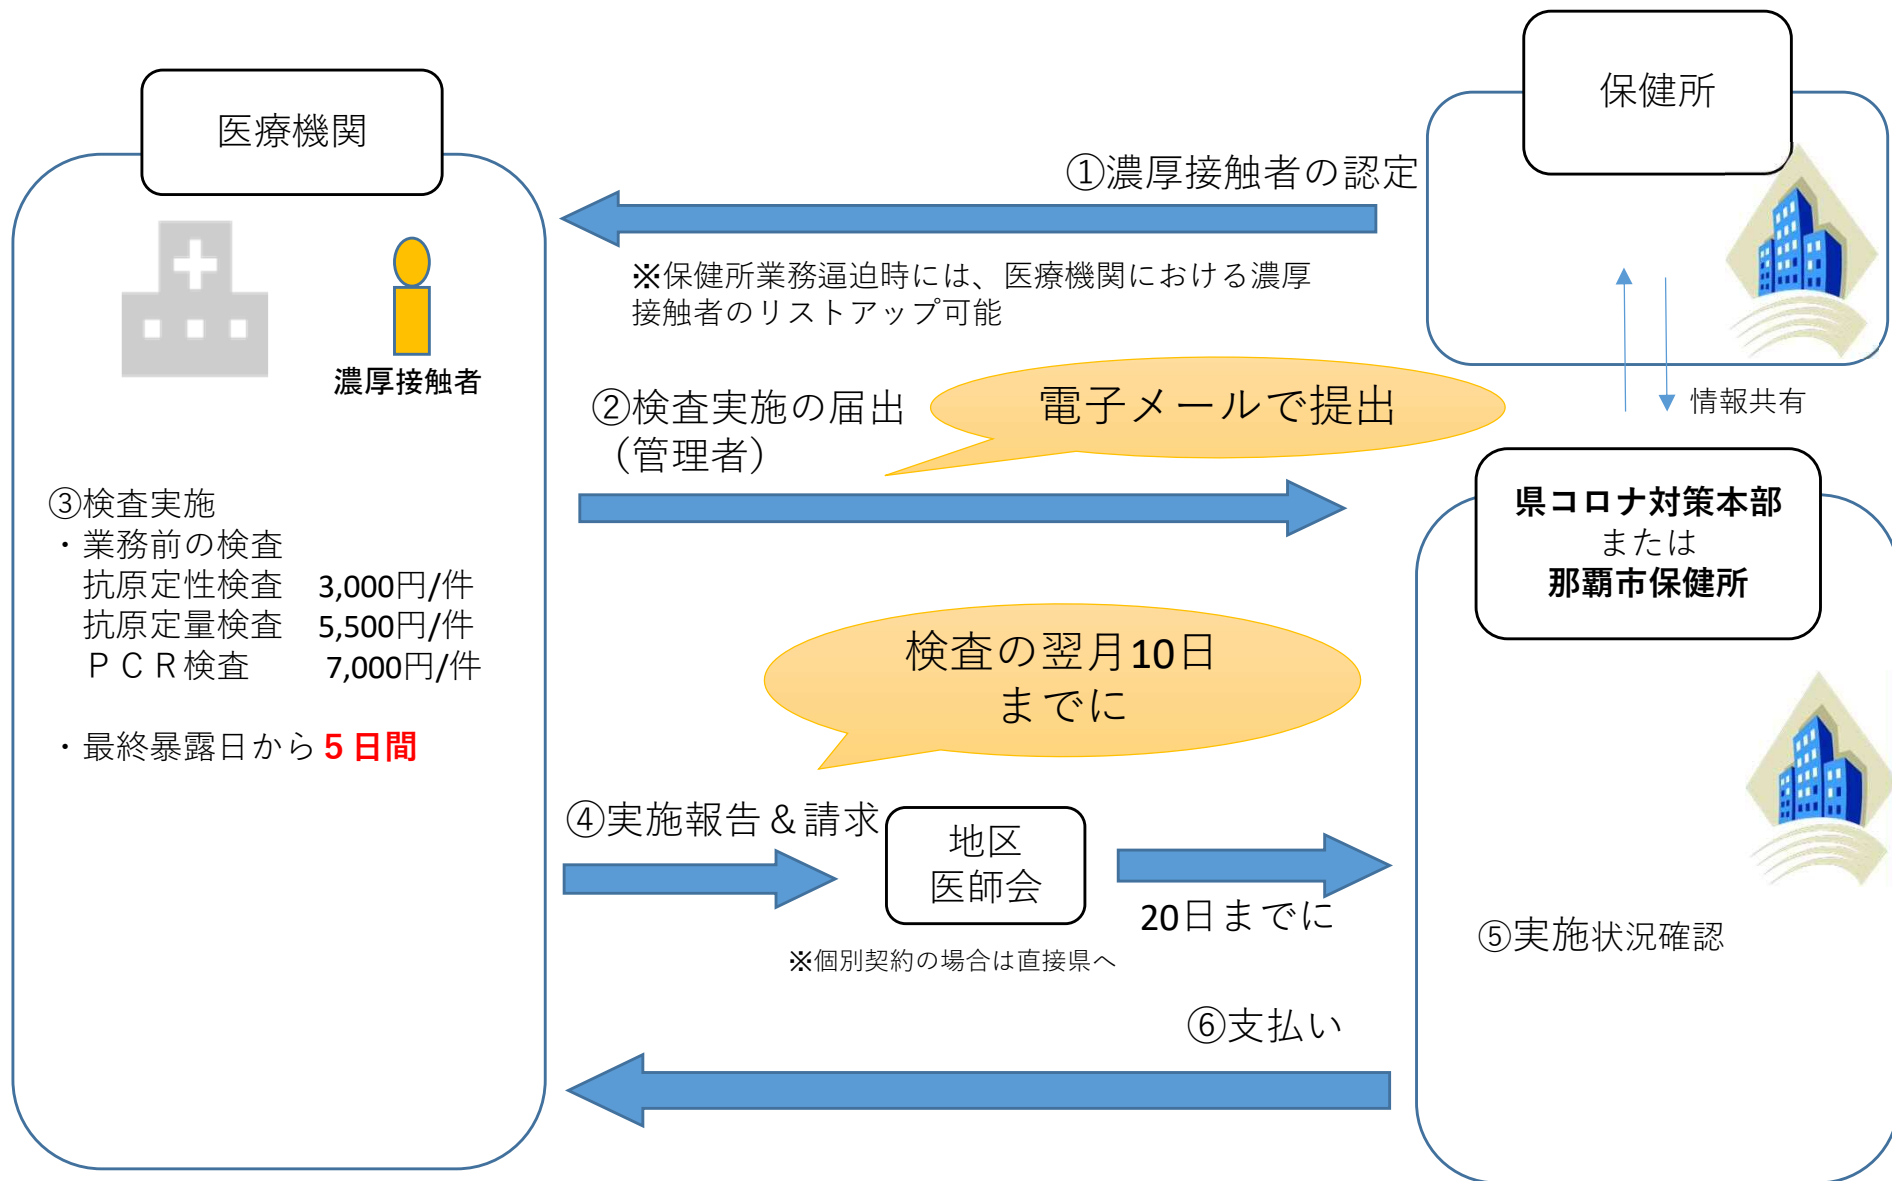 医療機関
保健所
①濃厚接触者の認定
※保健所業務逼迫時には、医療機関における濃厚
接触者のリストアップ可能
濃厚接触者
②検査実施の届出
（管理者）
電子メールで提出
情報共有
県コロナ対策本部
または
那覇市保健所
③検査実施
・業務前の検査
抗原定性検査　3,000円/件
抗原定量検査　5,500円/件
ＰＣＲ検査　　7,000円/件
・最終暴露日から５日間
検査の翌月10日
までに
④実施報告＆請求
地区
医師会
20日までに
※個別契約の場合は直接県へ
⑤実施状況確認
⑥支払い